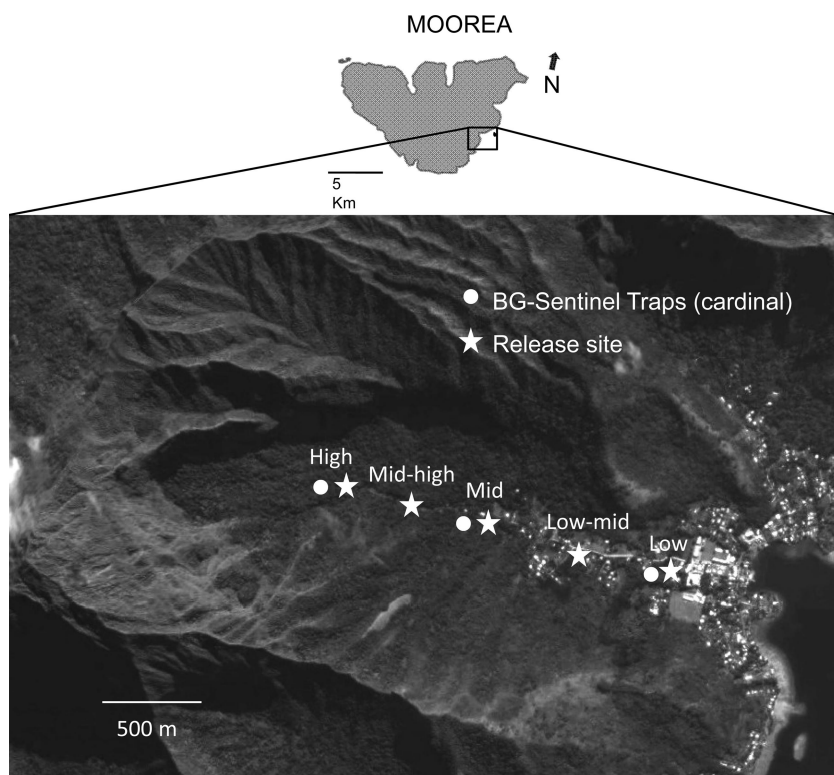 MOOREA
N
5
Km
BG-Sentinel Traps (cardinal)
Release site
High
Mid-high
Mid
Low-mid
Low
500 m